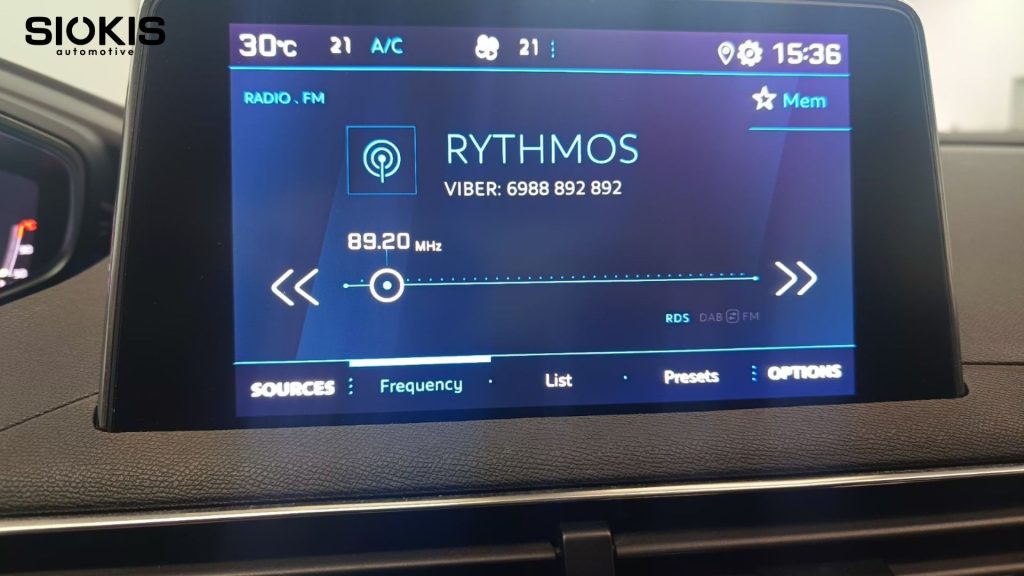 SIOKIS
automotive
30°C 21 A/C 21 15:36
RADIO FM
Mem
RYTHMOS
VIBER: 6988 892 892
89.20 MHz
RDS DAB FM
SOURCES Frequency List Presets OPTIONS